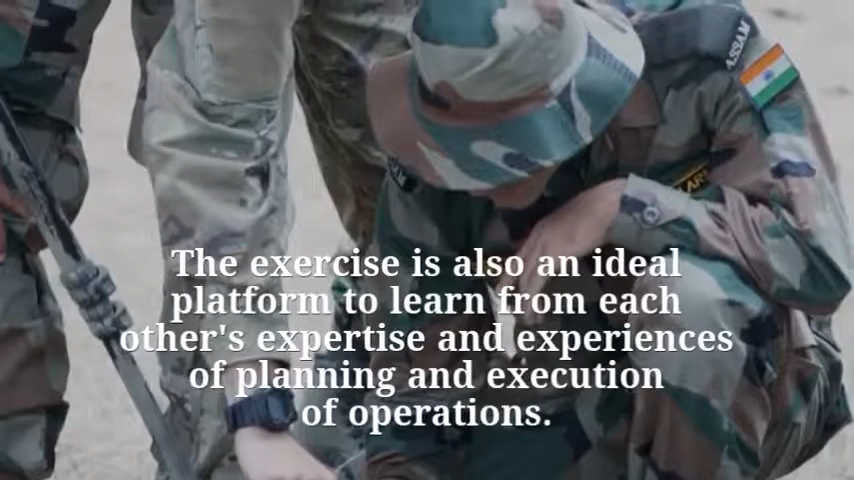 ASSAM
The exercise is also an ideal
platform to learn from each
other's expertise and experiences
of planning and execution
of operations.